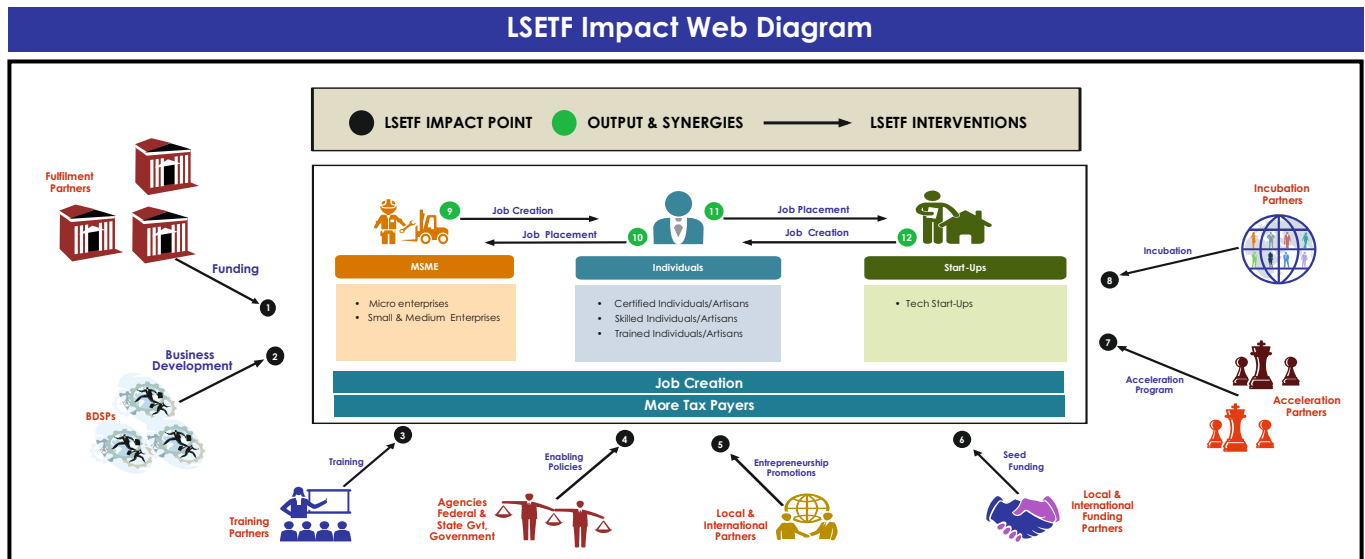 LSETF Impact Web Diagram
LSETF IMPACT POINT
OUTPUT & SYNERGIES
LSETF INTERVENTIONS
Fulfilment
Partners
Funding
1
Business
Development
2
BDSPs
9
Job Creation
Job Placement
10
11
Job Placement
Job Creation
12
MSME
• Micro enterprises
• Small & Medium Enterprises
Individuals
• Certified Individuals/Artisans
• Skilled Individuals/Artisans
• Trained Individuals/Artisans
Start-Ups
• Tech Start-Ups
Job Creation
More Tax Payers
Incubation
Partners
Incubation
8
7
Acceleration
Program
Acceleration
Partners
3
Training
Training
Partners
4
Enabling
Policies
Agencies
Federal &
State Gvt,
Government
5
Entrepreneurship
Promotions
Local &
International
Partners
6
Seed
Funding
Local &
International
Funding
Partners